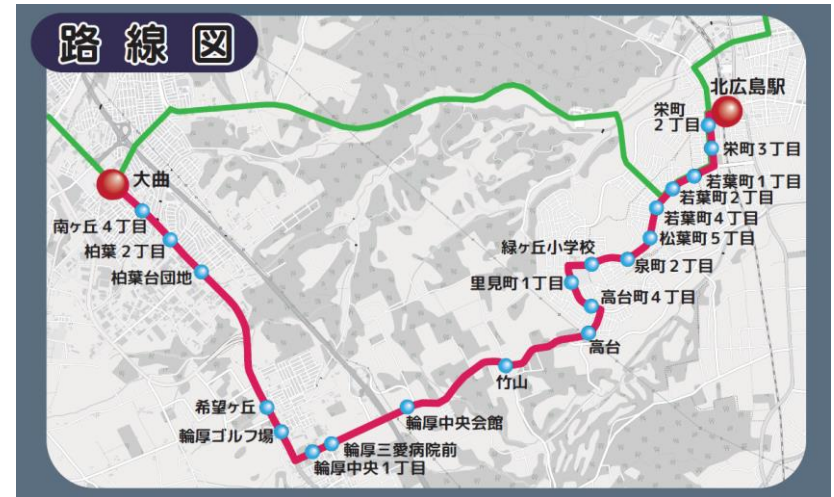 路線図
北広島駅
栄町
2丁目
栄町3丁目
大曲
若葉町1丁目
若葉町2丁目
南ヶ丘4丁目
若葉町4丁目
松葉町5丁目
柏葉2丁目
緑ヶ丘小学校
泉町2丁目
柏葉台団地
里見町1丁目
高台町4丁目
高台
竹山
希望ヶ丘
輪厚中央会館
輪厚ゴルフ場
輪厚三愛病院前
輪厚中央1丁目